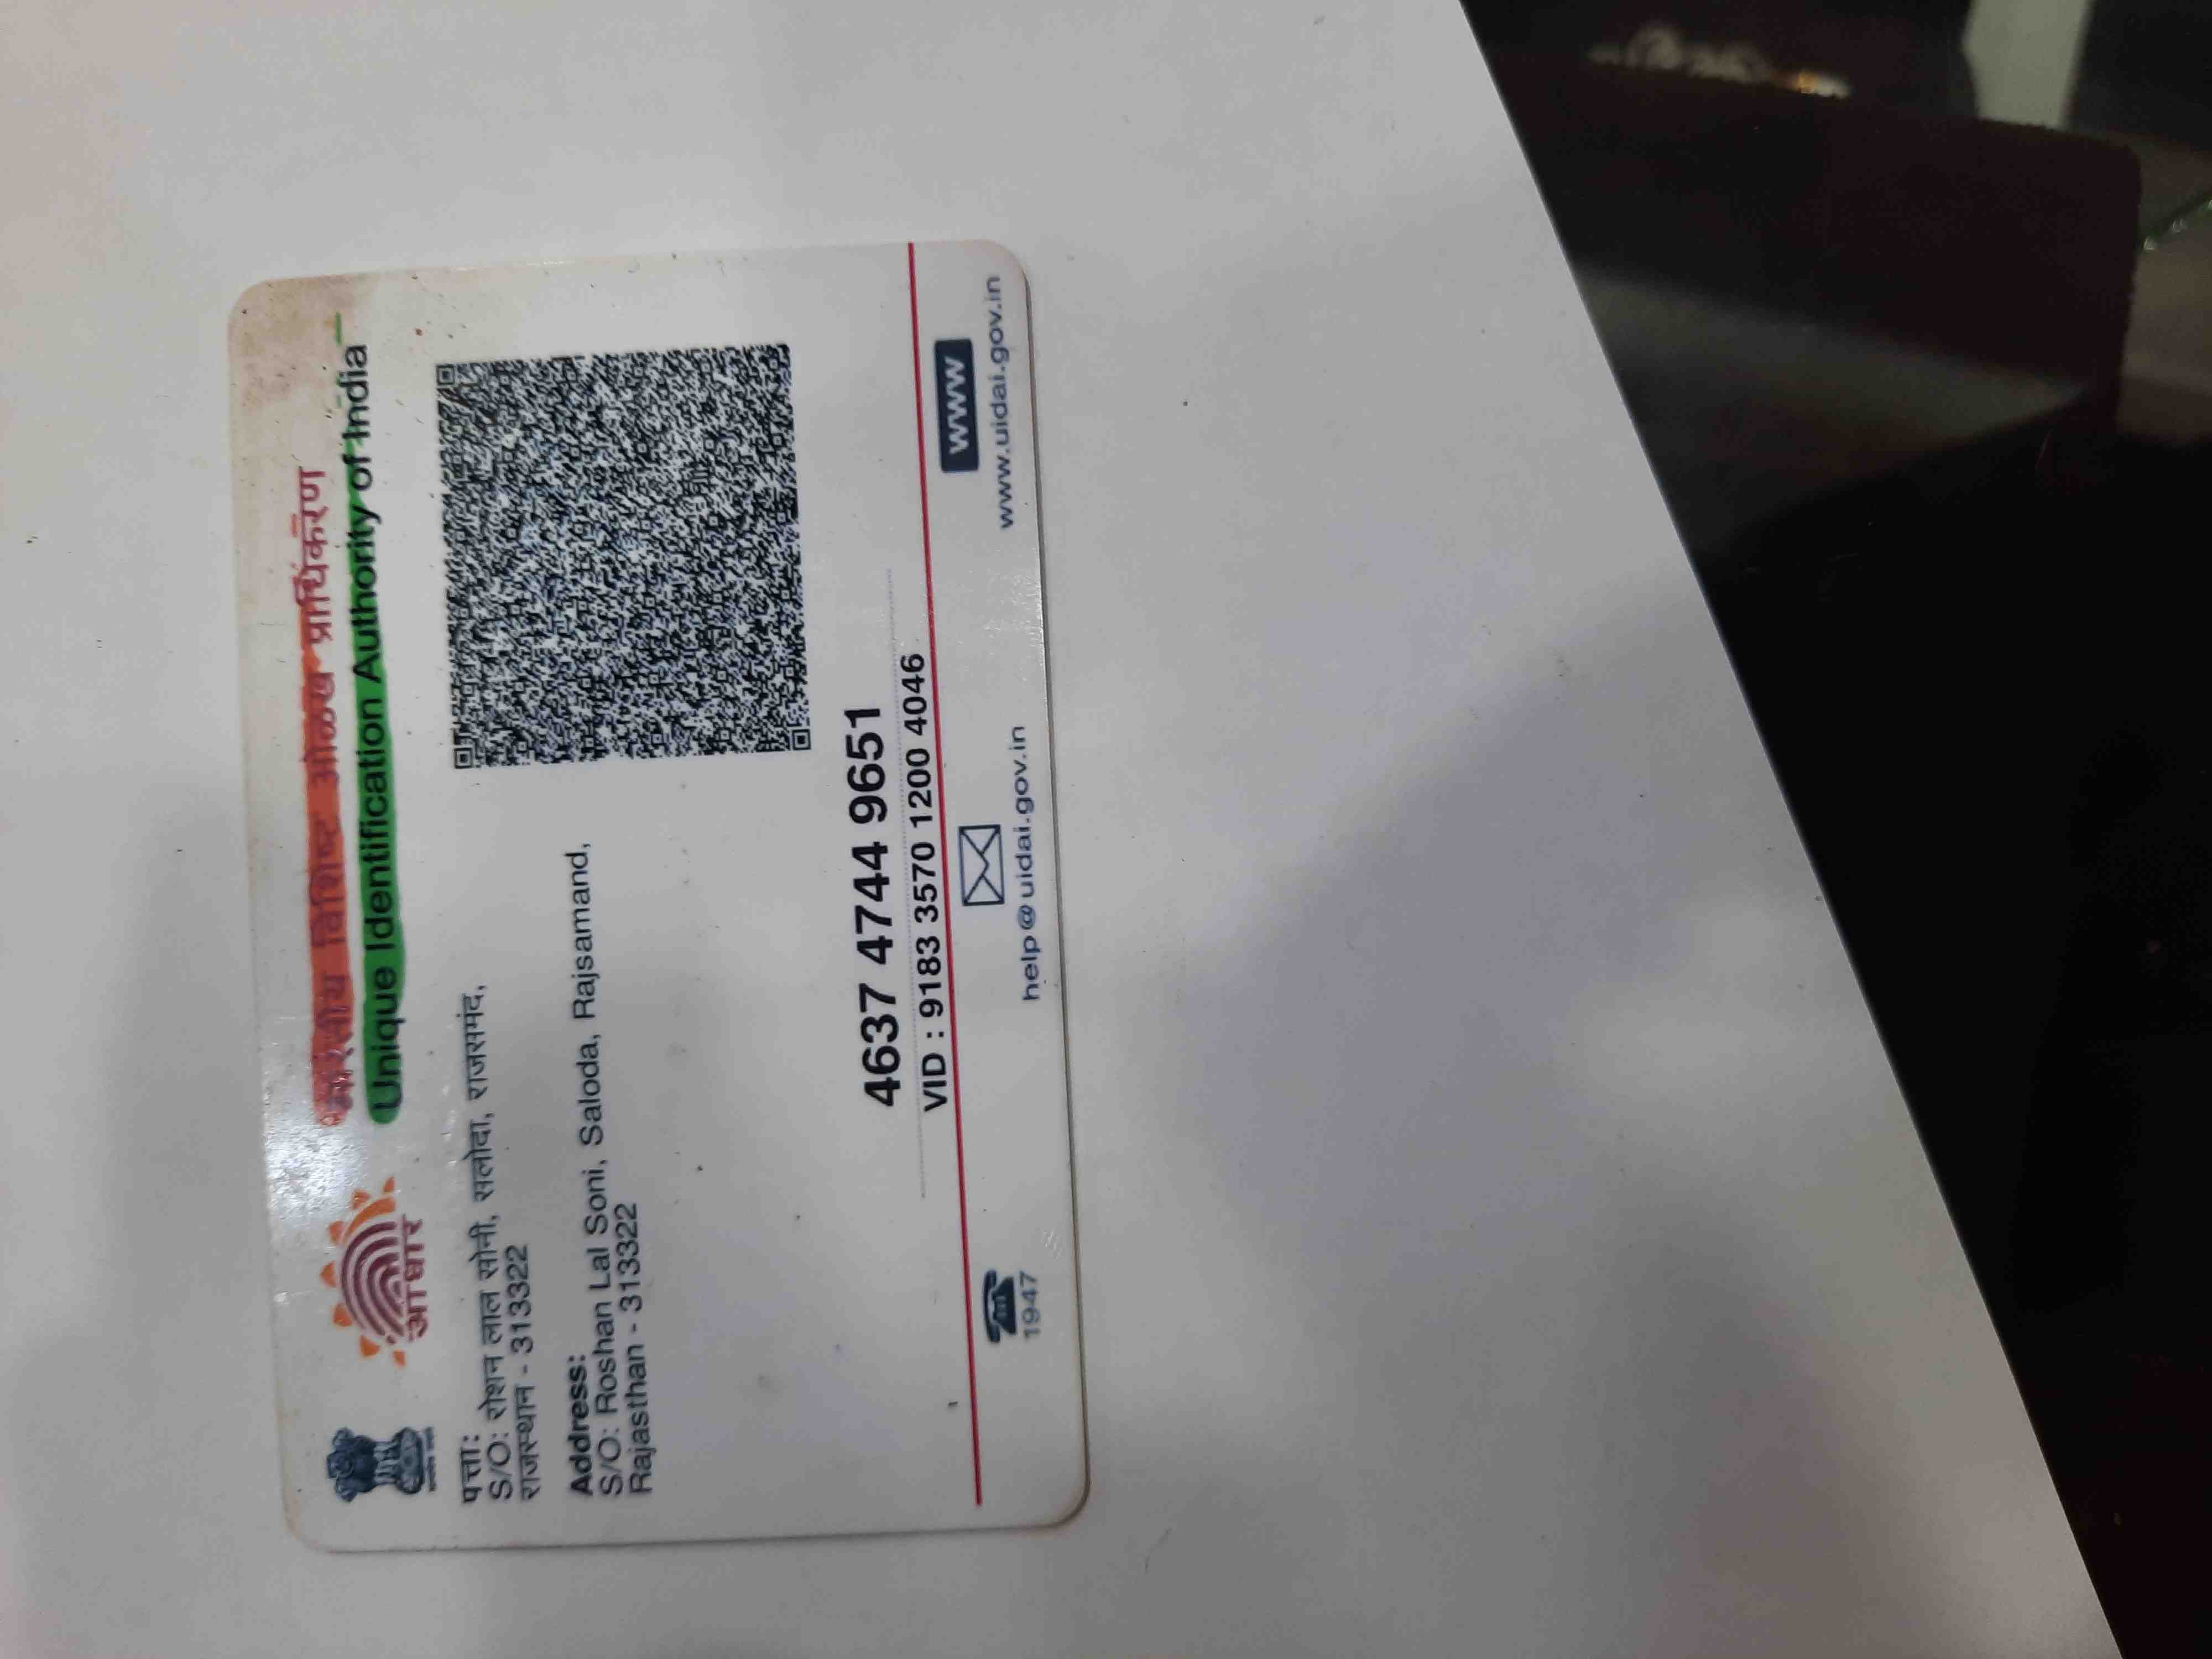 भारतीय विशिष्ट ओळख प्राधिकरण
Unique Identification Authority of India
आधार
पत्ता:
S/O: रोशन लाल सोनी, सलोदा, राजसमंद,
राजस्थान - 313322
Address:
S/O: Roshan Lal Soni, Saloda, Rajsamand,
Rajasthan - 313322
4637 4744 9651
VID : 9183 3570 1200 4046
1947
help@uidai.gov.in
www
www.uidai.gov.in